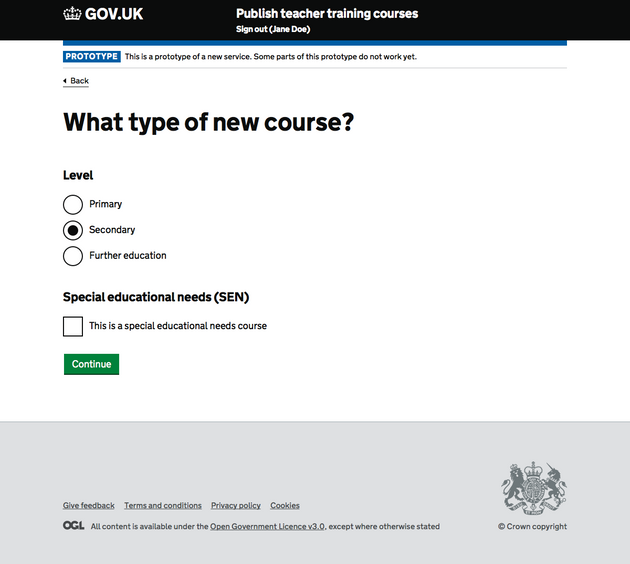 GOV.UK
Publish teacher training courses
Sign out (Jane Doe)
PROTOTYPE This is a prototype of a new service. Some parts of this prototype do not work yet.
Back
What type of new course?
Level
Primary
Secondary
Further education
Special educational needs (SEN)
This is a special educational needs course
Continue
Give feedback Terms and conditions Privacy policy Cookies
OGL All content is available under the Open Government Licence v3.0, except where otherwise stated
© Crown copyright